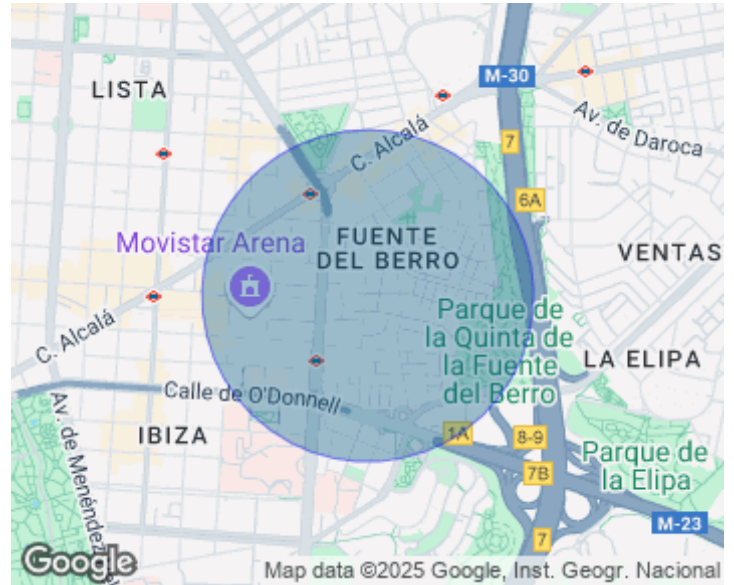 LISTA
M-30
Av. de Daroca
7
C. Alcalá
6A
Movistar Arena
FUENTE
DEL BERRO
VENTAS
Parque de
la Quinta de
la Fuente
del Berro
C. Alcalá
LA ELIPA
Calle de O'Donnell
Av. de Menéndez
IBIZA
1A
8-9
7B
Parque de
la Elipa
M-23
7
Google
Map data ©2025 Google, Inst. Geogr. Nacional